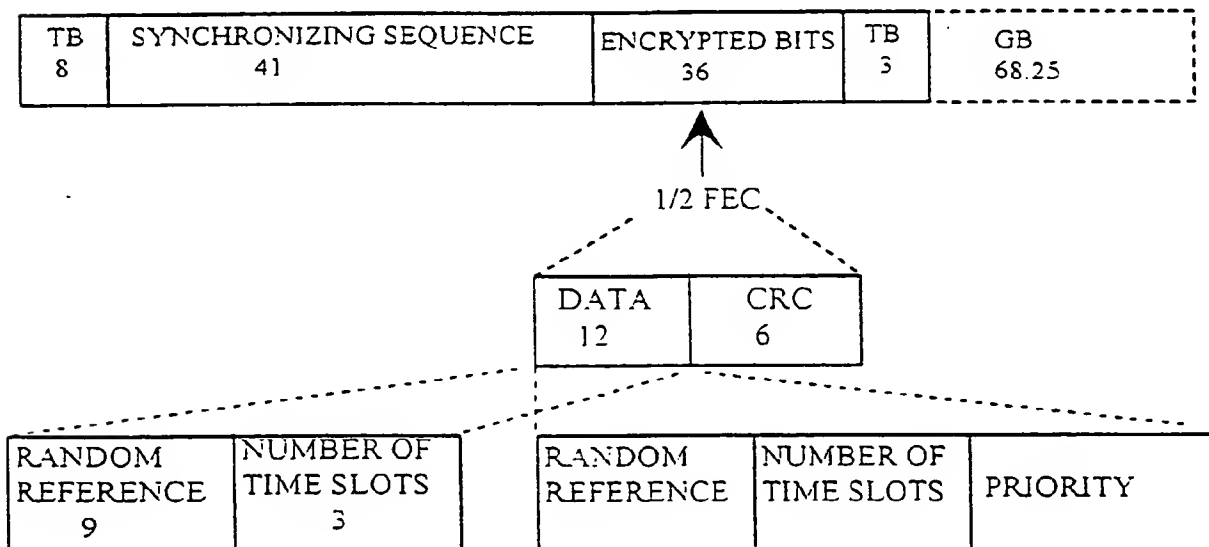 TB
8
SYNCHRONIZING SEQUENCE
41
ENCRYPTED BITS
36
TB
3
GB
68.25
1/2 FEC
DATA
12
CRC
6
RANDOM
REFERENCE
9
NUMBER OF
TIME SLOTS
3
RANDOM
REFERENCE
NUMBER OF
TIME SLOTS
PRIORITY